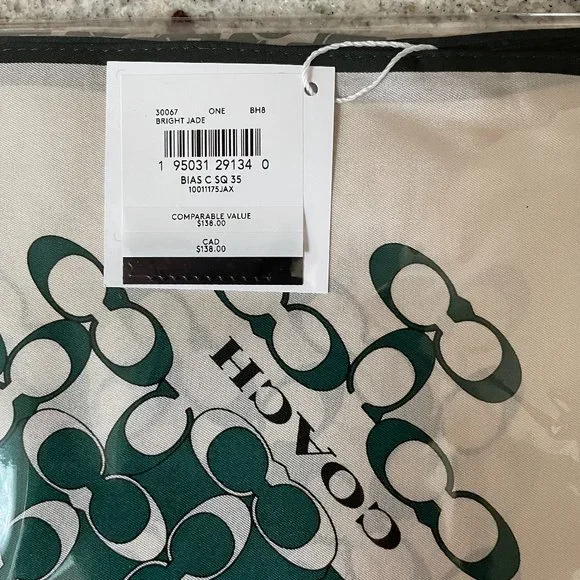 30067 ONE BH8
BRIGHT JADE
1 95031 29134 0
BIAS C SQ 35
10011175JAX
COMPARABLE VALUE
$138.00
CAD
$138.00
COACH